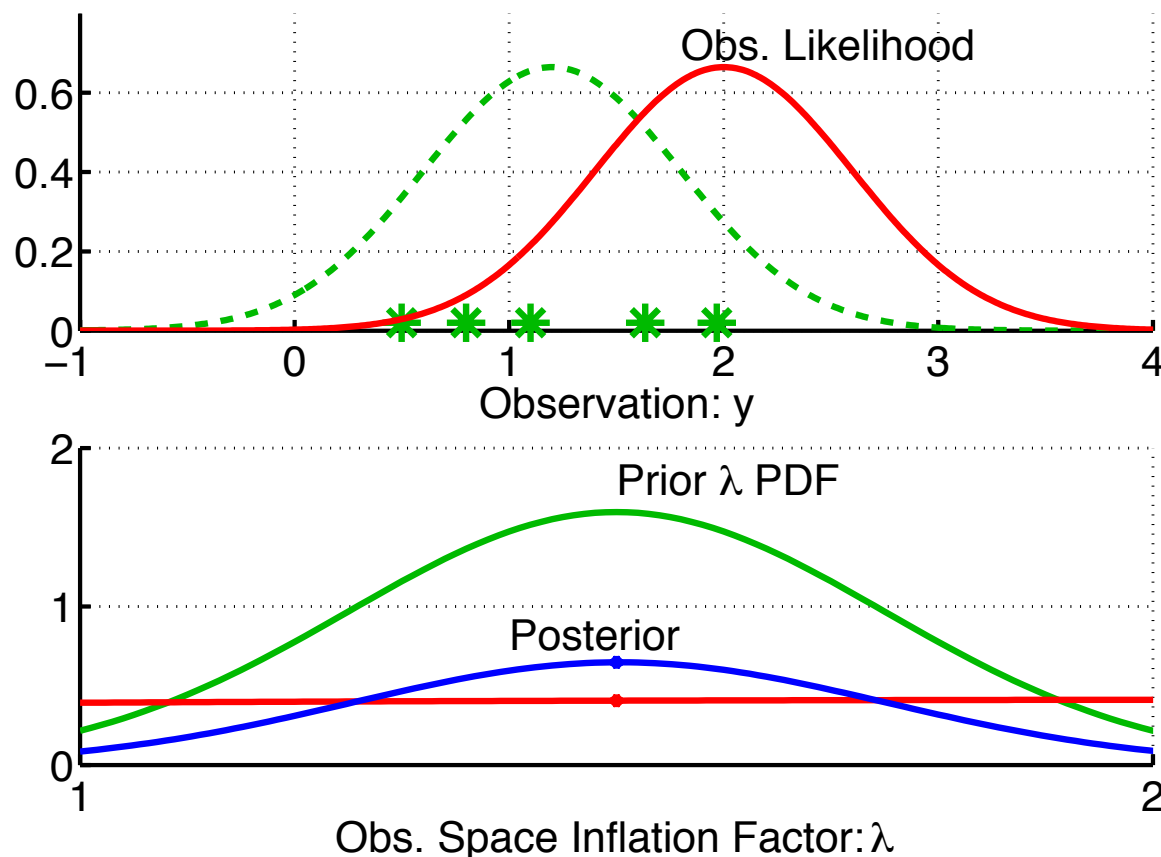 Obs. Likelihood
0.6
0.4
0.2
0
−1 0 1 2 3 4
Observation: y
2
Prior λ PDF
1
Posterior
0
1 2
Obs. Space Inflation Factor: λ